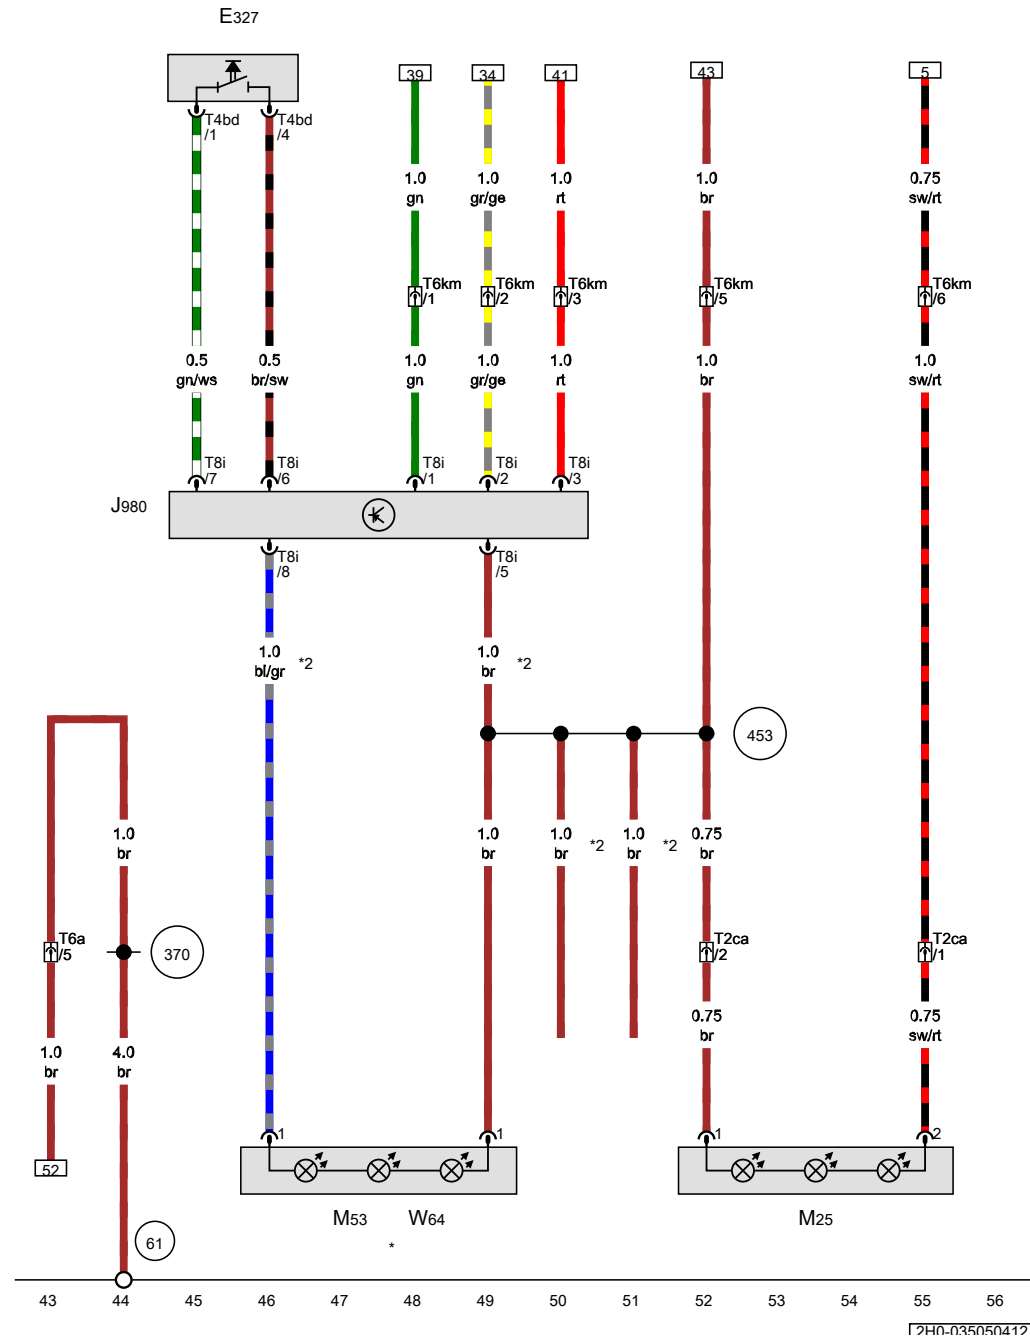 E327
39
34
41
43
5
T4bd
/1
T4bd
/4
1.0
gn
1.0
gr/ge
1.0
rt
1.0
br
0.75
sw/rt
T6km
/1
T6km
/2
T6km
/3
T6km
/5
T6km
/6
0.5
gn/ws
0.5
br/sw
1.0
gn
1.0
gr/ge
1.0
rt
1.0
br
1.0
sw/rt
T8i
/7
T8i
/6
T8i
/1
T8i
/2
T8i
/3
J980
T8i
/8
T8i
/5
1.0
bl/gr
*2
1.0
br
*2
453
1.0
br
1.0
br
1.0
br
*2
1.0
br
*2
0.75
br
T6a
/5
370
T2ca
/2
T2ca
/1
1.0
br
4.0
br
0.75
br
0.75
sw/rt
1
1
1
2
52
M53
W64
*
M25
61
43 44 45 46 47 48 49 50 51 52 53 54 55 56
2H0-035050412